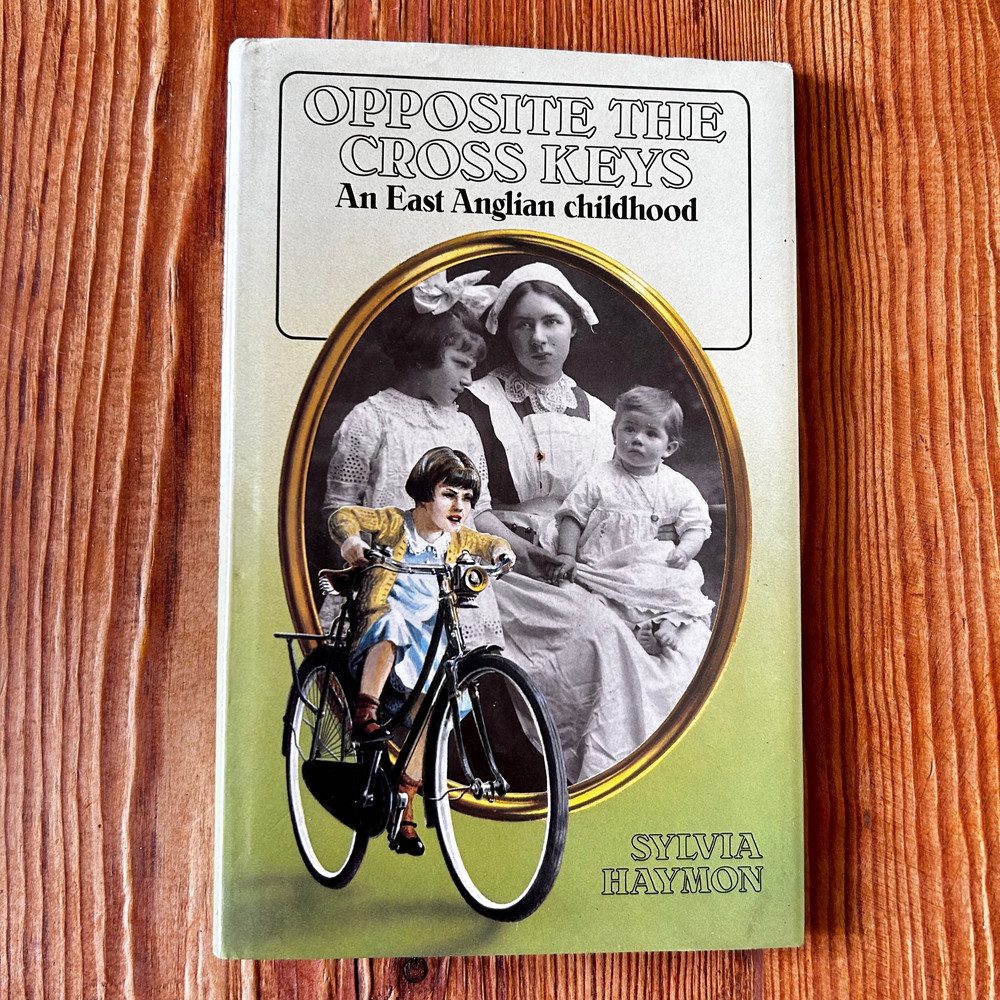 OPPOSITE THE
CROSS KEYS
An East Anglian childhood
SYLVIA
HAYMON